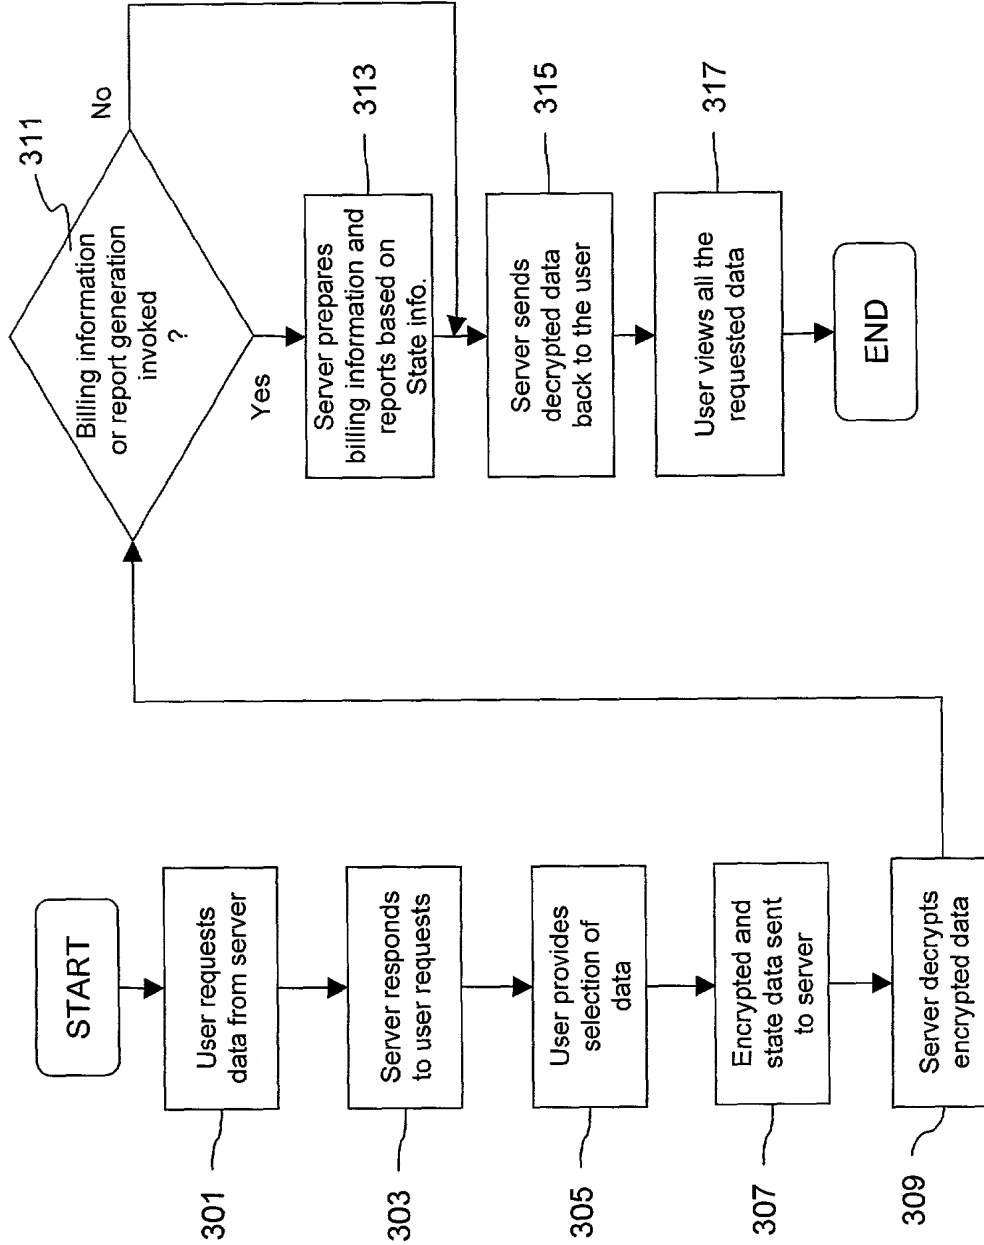 START
User requests
data from server
301
Server responds
to user requests
303
User provides
selection of
data
305
Encrypted and
state data sent
to server
307
Server decrypts
encrypted data
309
Billing information
or report generation
invoked
?
311
No
Yes
Server prepares
billing information and
reports based on
State info.
313
Server sends
decrypted data
back to the user
315
User views all the
requested data
317
END